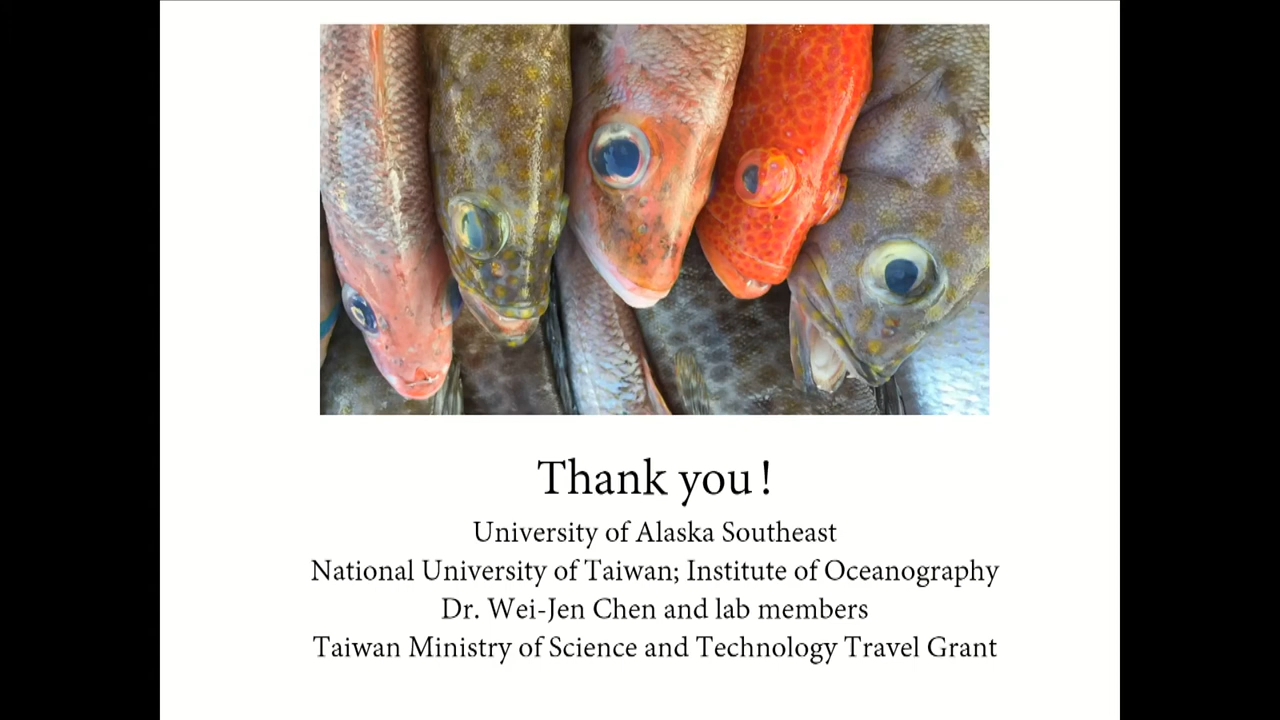 Thank you!
University of Alaska Southeast
National University of Taiwan; Institute of Oceanography
Dr. Wei-Jen Chen and lab members
Taiwan Ministry of Science and Technology Travel Grant